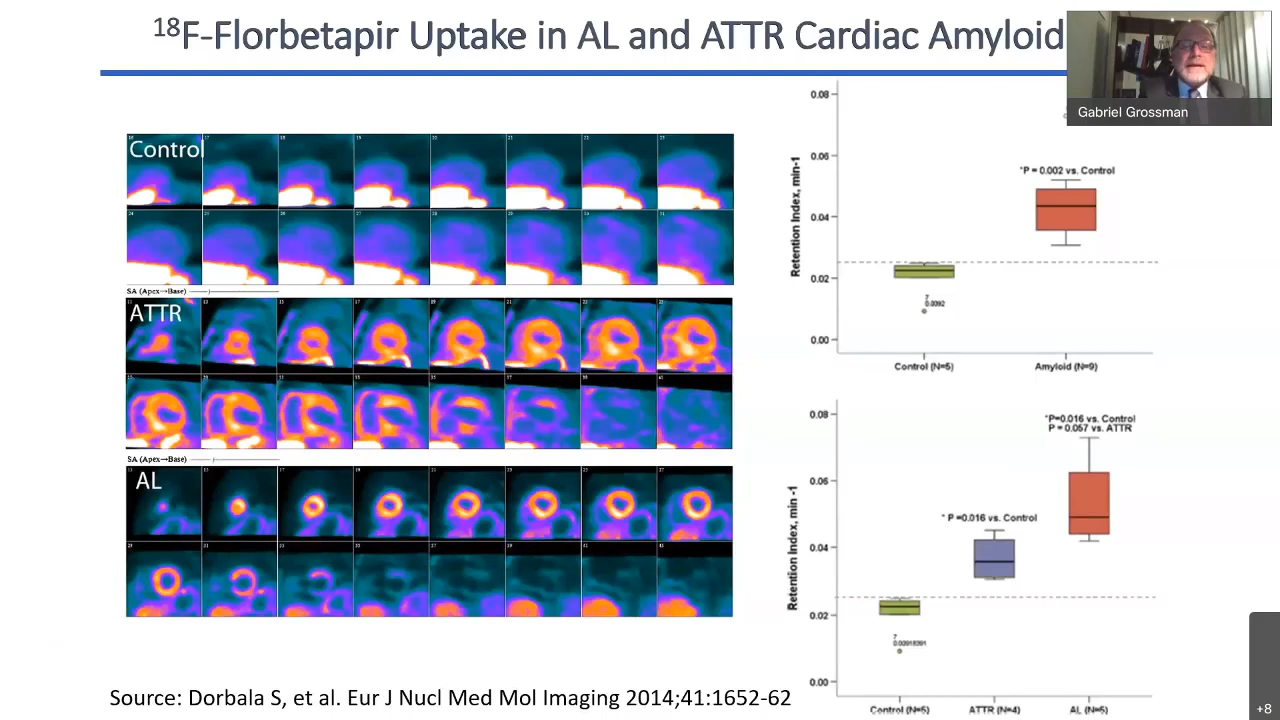 18F-Florbetapir Uptake in AL and ATTR Cardiac Amyloid
Gabriel Grossman
Control
SA (Apex→Base)
ATTR
SA (Apex→Base)
AL
0.08
0.06
0.04
0.02
0.00
Retention Index, min-1
*P = 0.002 vs. Control
7
0.0092
Control (N=5)
Amyloid (N=9)
0.08
0.06
0.04
0.02
0.00
Retention Index, min -1
*P=0.016 vs. Control
P = 0.057 vs. ATTR
* P =0.016 vs. Control
7
Control (N=5)
ATTR (N=4)
AL (N=5)
Source: Dorbala S, et al. Eur J Nucl Med Mol Imaging 2014;41:1652-62
+8